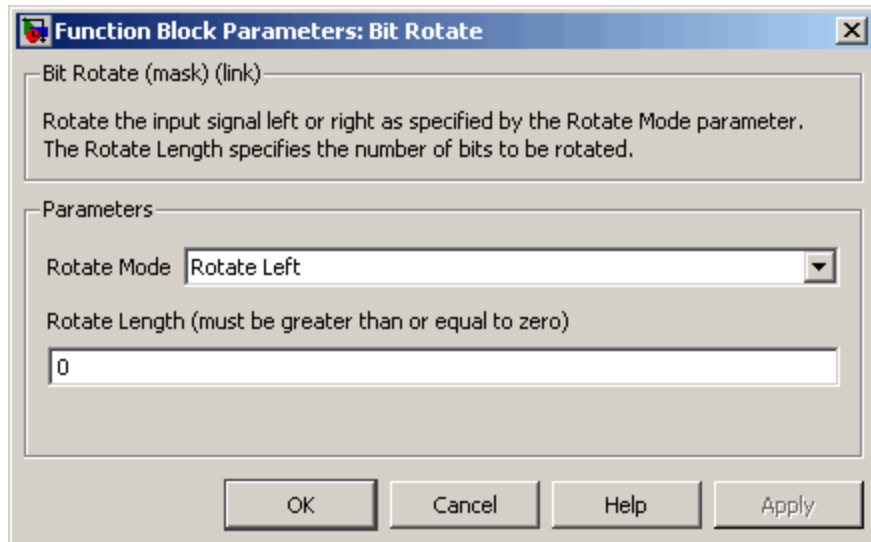 Function Block Parameters: Bit Rotate
Bit Rotate (mask) (link)
Rotate the input signal left or right as specified by the Rotate Mode parameter.
The Rotate Length specifies the number of bits to be rotated.
Parameters
Rotate Mode Rotate Left
Rotate Length (must be greater than or equal to zero)
0
OK Cancel Help Apply